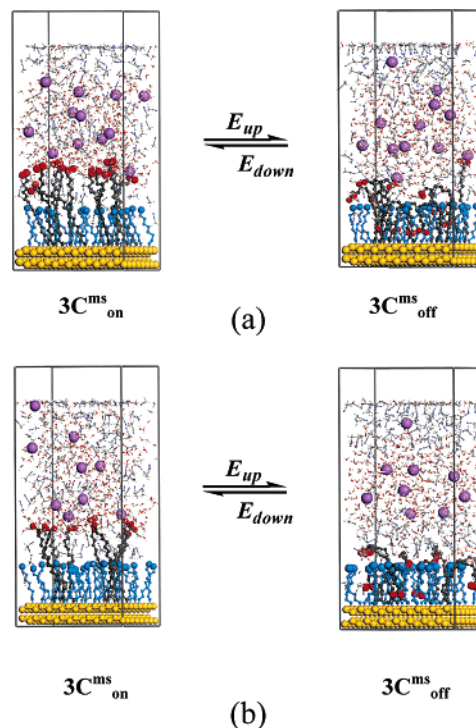 E_up
E_down
3C^ms_on
3C^ms_off
(a)
E_up
E_down
3C^ms_on
3C^ms_off
(b)